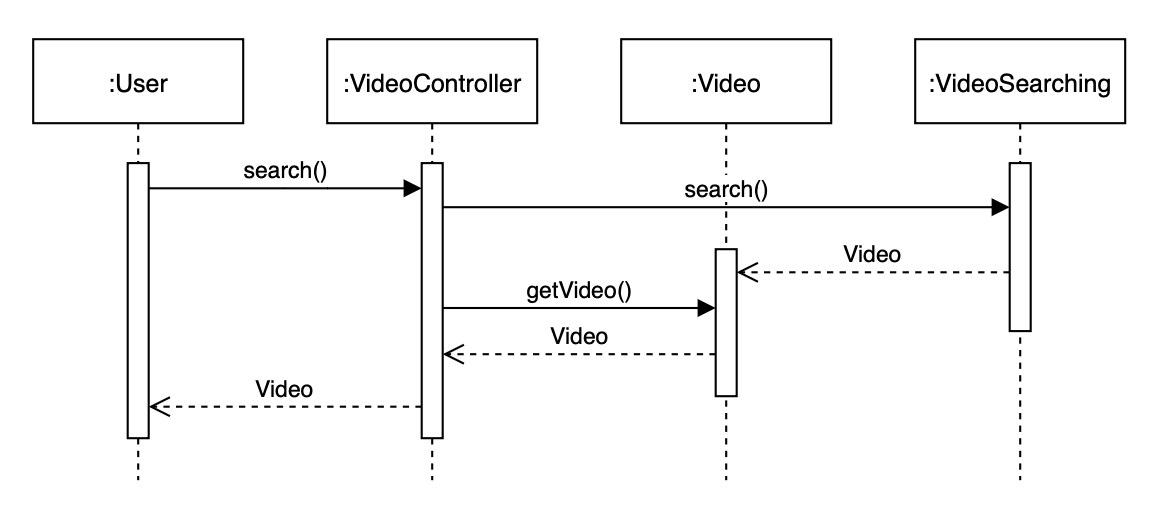 :User
:VideoController
:Video
:VideoSearching
search()
search()
Video
getVideo()
Video
Video